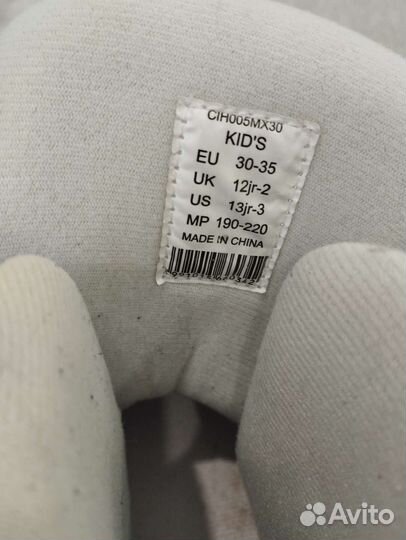 CIH005MX30
KID'S
EU 30-35
UK 12jr-2
US 13jr-3
MP 190-220
MADE IN CHINA
Avito